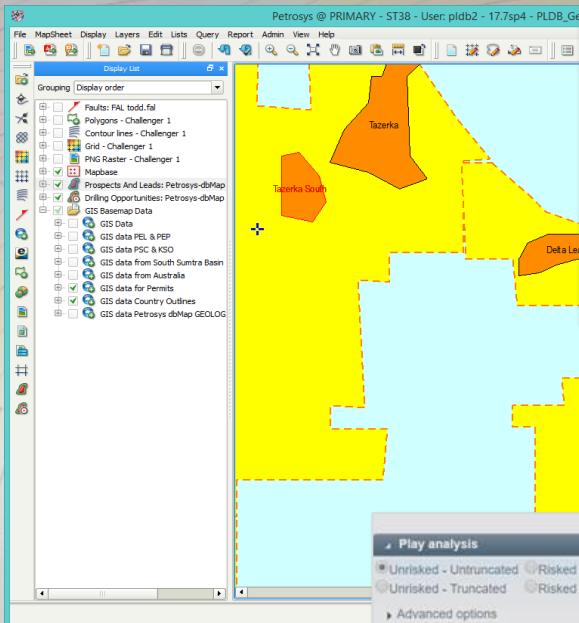 Petrosys @ PRIMARY - ST38 - User: pldb2 - 17.7sp4 - PLDB_Ge
File MapSheet Display Layers Edit Lists Query Report Admin View Help
Display List
Grouping Display order
Faults: FAL todd.fal
Polygons - Challenger 1
Contour lines - Challenger 1
Grid - Challenger 1
PNG Raster - Challenger 1
Mapbase
Prospects And Leads: Petrosys-dbMap
Drilling Opportunities: Petrosys-dbMap
GIS Basemap Data
GIS Data
GIS data PEL & PEP
GIS data PSC & KSO
GIS data from South Sumtra Basin
GIS data from Australia
GIS data for Permits
GIS data Country Outlines
GIS data Petrosys dbMap GEOLOG
Tazerka
Tazerka South
Delta Lea
Play analysis
Unrisked - Untruncated Risked
Unrisked - Truncated Risked
Advanced options